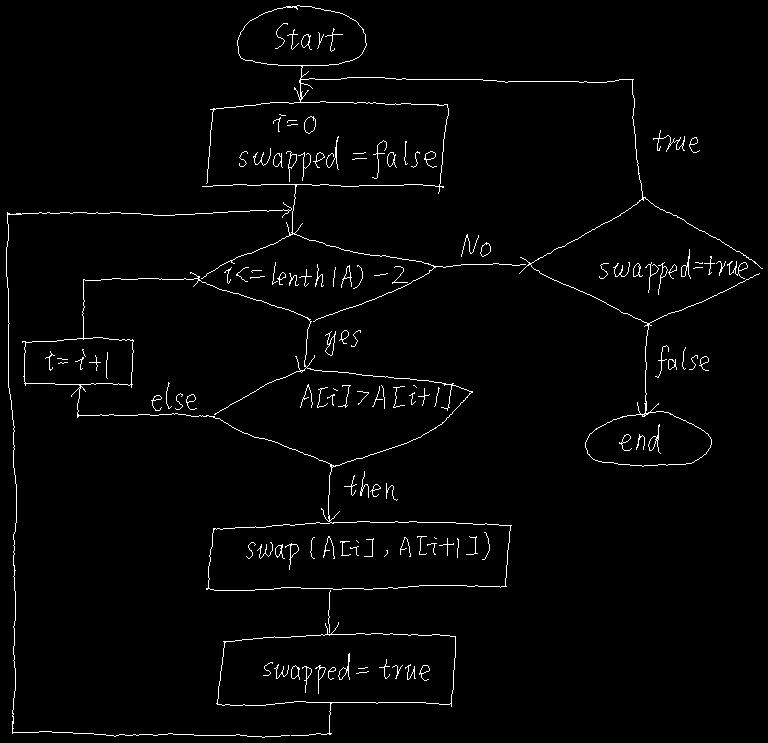 Start
i=0
swapped =false
true
i<=lenth(A)-2
No
swapped=true
yes
i=i+1
false
else
A[i]>A[i+1]
end
then
swap(A[i], A[i+1])
swapped= true